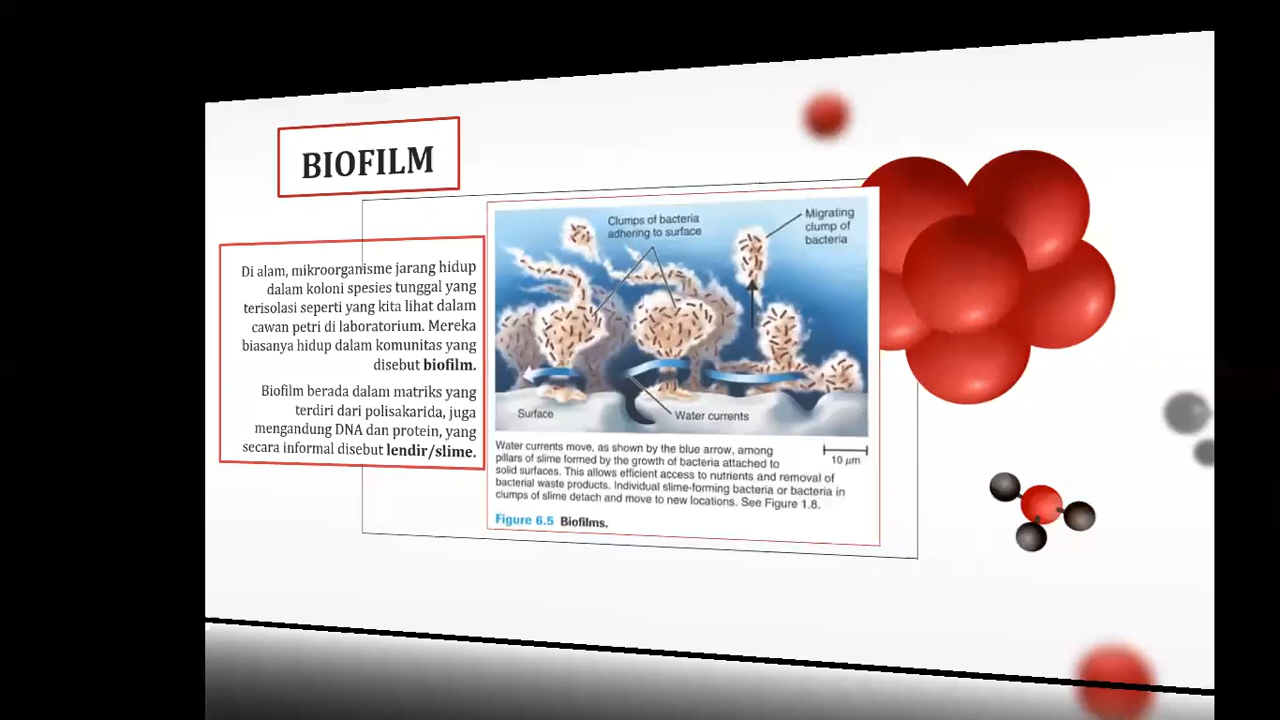 BIOFILM
Di alam, mikroorganisme jarang hidup
dalam koloni spesies tunggal yang
terisolasi seperti yang kita lihat dalam
cawan petri di laboratorium. Mereka
biasanya hidup dalam komunitas yang
disebut biofilm.
Biofilm berada dalam matriks yang
terdiri dari polisakarida, juga
mengandung DNA dan protein, yang
secara informal disebut lendir/slime.
Clumps of bacteria
adhering to surface
Migrating
clump of
bacteria
Surface
Water currents
Water currents move, as shown by the blue arrow, among
pillars of slime formed by the growth of bacteria attached to
solid surfaces. This allows efficient access to nutrients and removal of
bacterial waste products. Individual slime-forming bacteria or bacteria in
clumps of slime detach and move to new locations. See Figure 1.8.
10 μm
Figure 6.5 Biofilms.